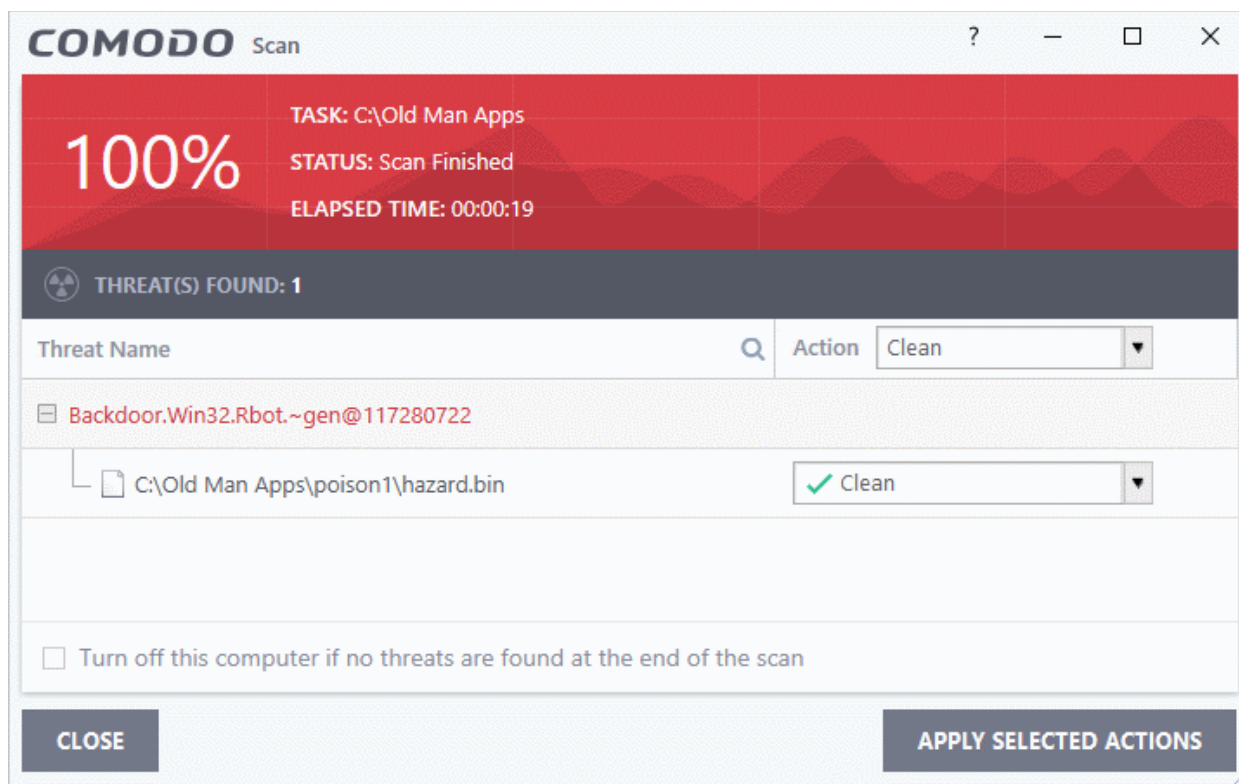 COMODO Scan
?
100%
TASK: C:\Old Man Apps
STATUS: Scan Finished
ELAPSED TIME: 00:00:19
THREAT(S) FOUND: 1
Threat Name
Action
Clean
Backdoor.Win32.Rbot.~gen@117280722
C:\Old Man Apps\poison1\hazard.bin
Clean
Turn off this computer if no threats are found at the end of the scan
CLOSE
APPLY SELECTED ACTIONS